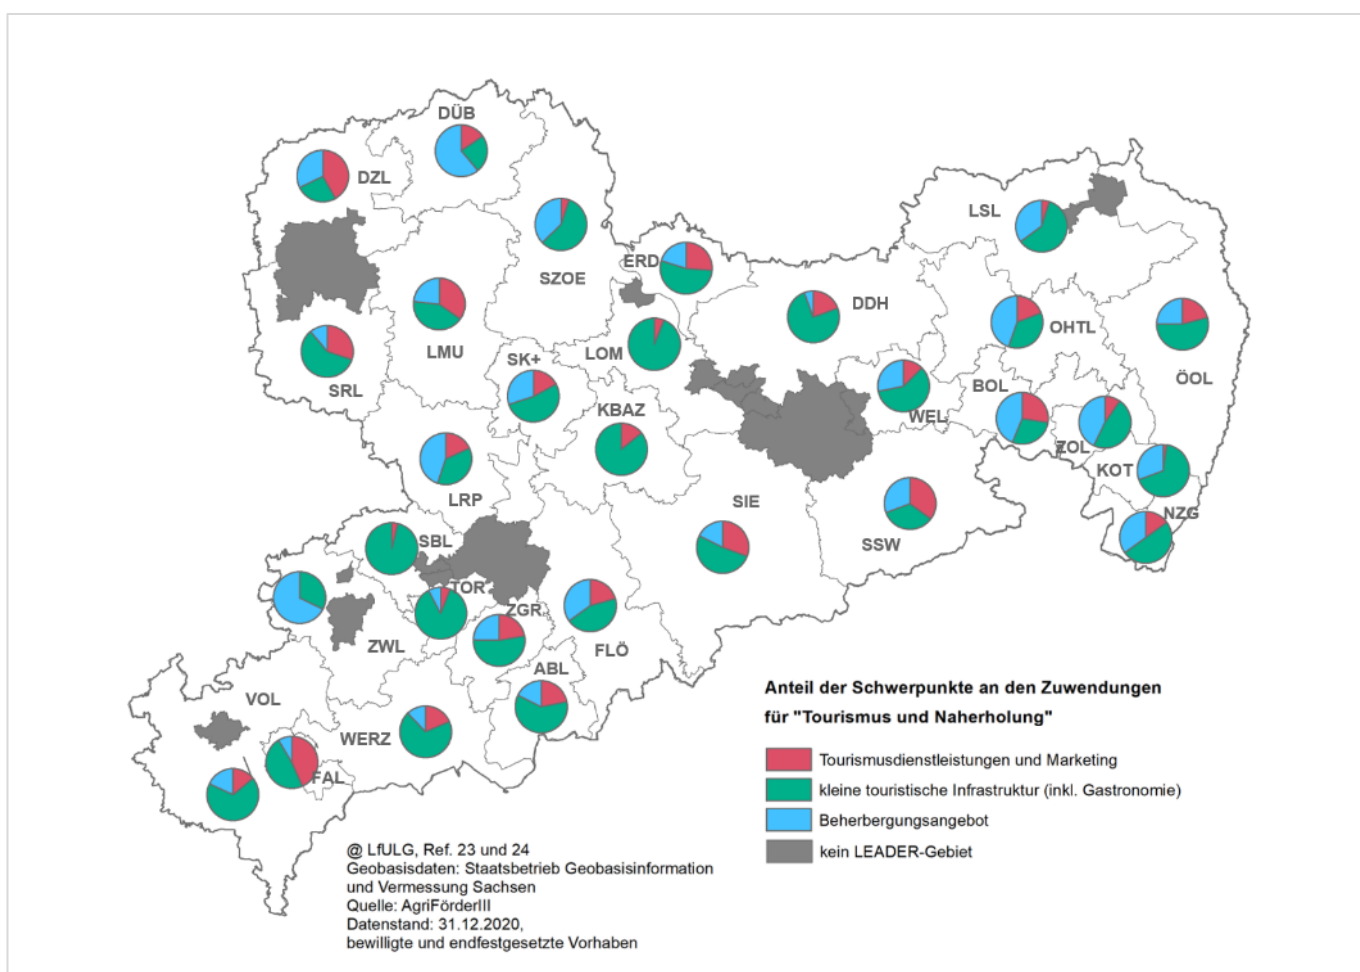 DÜB
DZL
LSL
SZOE
ERD
DDH
OHTL
LMU
LOM
SK+
SRL
ÖOL
BOL
KBAZ
WEL
ZOL
KOT
LRP
SIE
NZG
SSW
SBL
TOR
ZGR
ZWL
FLÖ
ABL
VOL
WERZ
FAL
Anteil der Schwerpunkte an den Zuwendungen
für "Tourismus und Naherholung"
Tourismusdienstleistungen und Marketing
kleine touristische Infrastruktur (inkl. Gastronomie)
Beherbergungsangebot
kein LEADER-Gebiet
@ LfULG, Ref. 23 und 24
Geobasisdaten: Staatsbetrieb Geobasisinformation
und Vermessung Sachsen
Quelle: AgriFörderIII
Datenstand: 31.12.2020,
bewilligte und endfestgesetzte Vorhaben